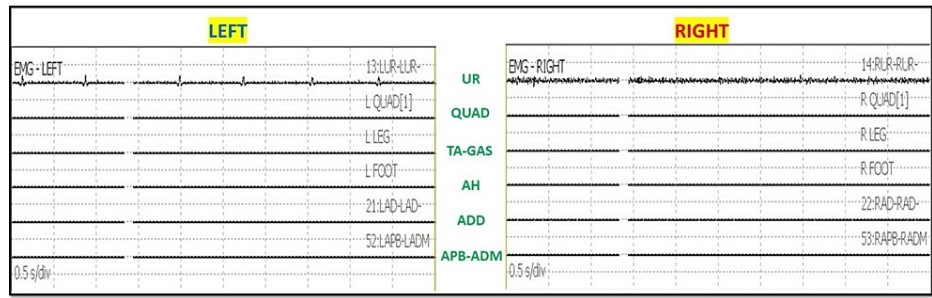 LEFT
RIGHT
EMG - LEFT
13:LUR-LUR-
L QUAD[1]
L LEG
L FOOT
21:LAD-LAD-
52:LAPB-LADM
0.5 s/div
UR
QUAD
TA-GAS
AH
ADD
APB-ADM
EMG - RIGHT
14:RUR-RUR-
R QUAD[1]
R LEG
R FOOT
22:RAD-RAD-
53:RAPB-RADM
0.5 s/div